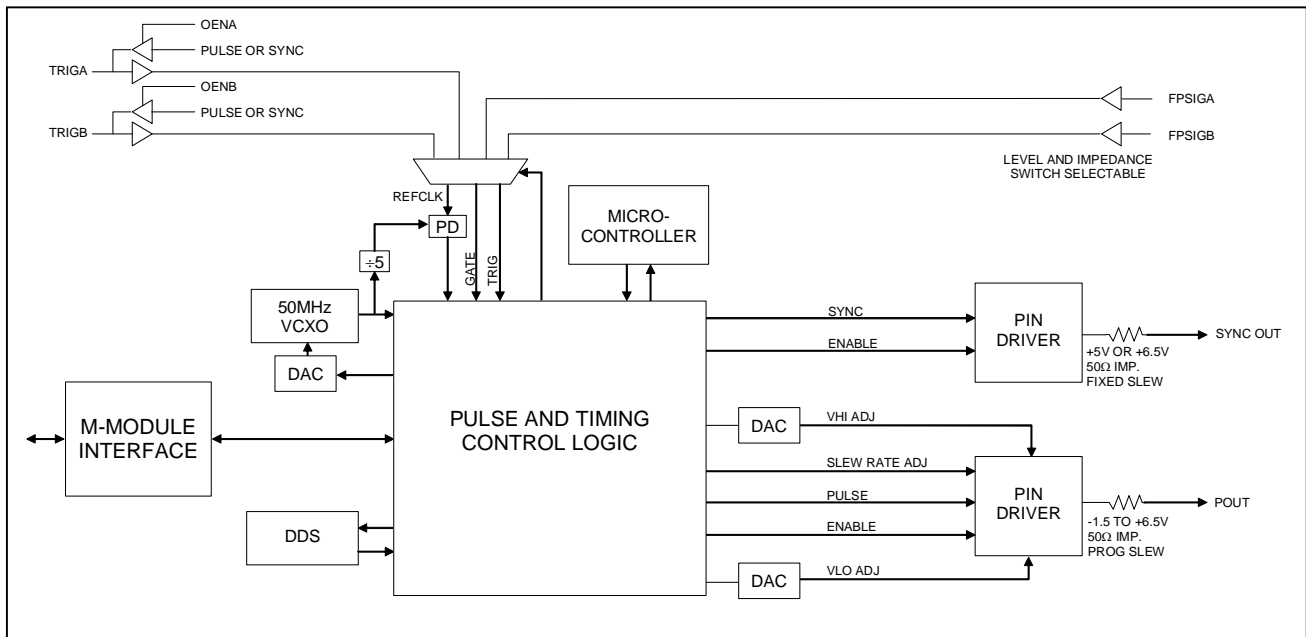 OENA
PULSE OR SYNC
TRIGA
OENB
PULSE OR SYNC
TRIGB
FPSIGA
FPSIGB
LEVEL AND IMPEDANCE
SWITCH SELECTABLE
REFCLK
PD
GATE
TRIG
÷5
MICRO-
CONTROLLER
50MHz
VCXO
DAC
M-MODULE
INTERFACE
DDS
PULSE AND TIMING
CONTROL LOGIC
SYNC
ENABLE
PIN
DRIVER
+5V OR +6.5V
50Ω IMP.
FIXED SLEW
SYNC OUT
DAC
VHI ADJ
SLEW RATE ADJ
PULSE
ENABLE
DAC
VLO ADJ
PIN
DRIVER
-1.5 TO +6.5V
50Ω IMP.
PROG SLEW
POUT